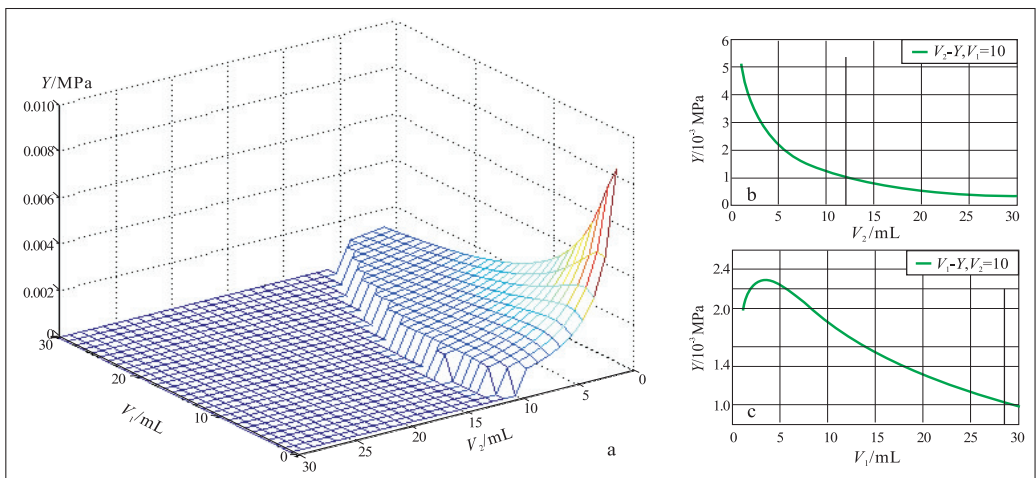 Y/MPa
0.010
0.008
0.006
0.004
0.002
0
30
20
10
0
V₁/mL
30
25
20
15
10
5
0
V₂/mL
a
V₂-Y,V₁=10
6
5
4
3
2
1
0
Y/10⁻³ MPa
b
0 5 10 15 20 25 30
V₂/mL
V₁-Y,V₂=10
2.4
2.0
1.4
1.0
Y/10⁻³ MPa
c
0 5 10 15 20 25 30
V₁/mL